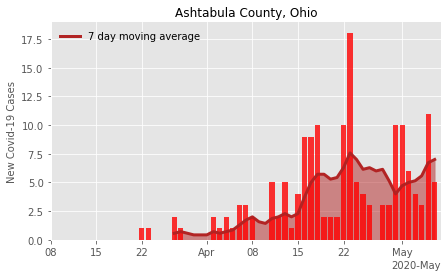 Ashtabula County, Ohio
7 day moving average
New Covid-19 Cases
17.5
15.0
12.5
10.0
7.5
5.0
2.5
0.0
08 15 22 Apr 08 15 22 May
2020-May